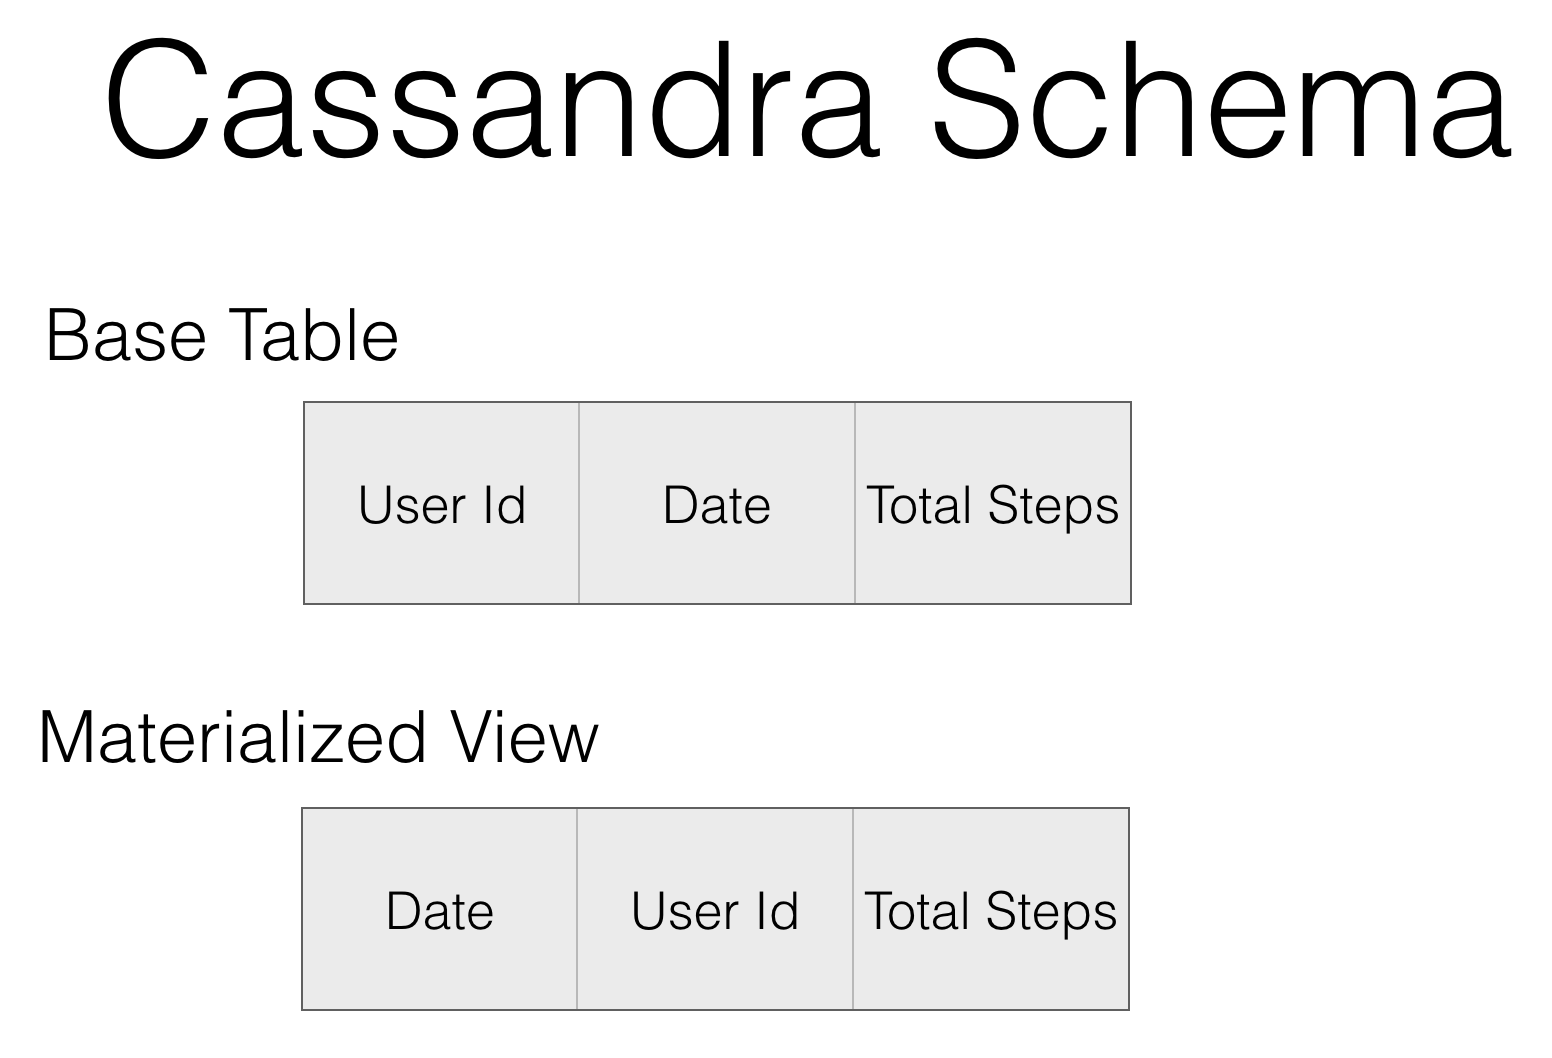 Cassandra Schema
Base Table
User Id Date Total Steps
Materialized View
Date User Id Total Steps